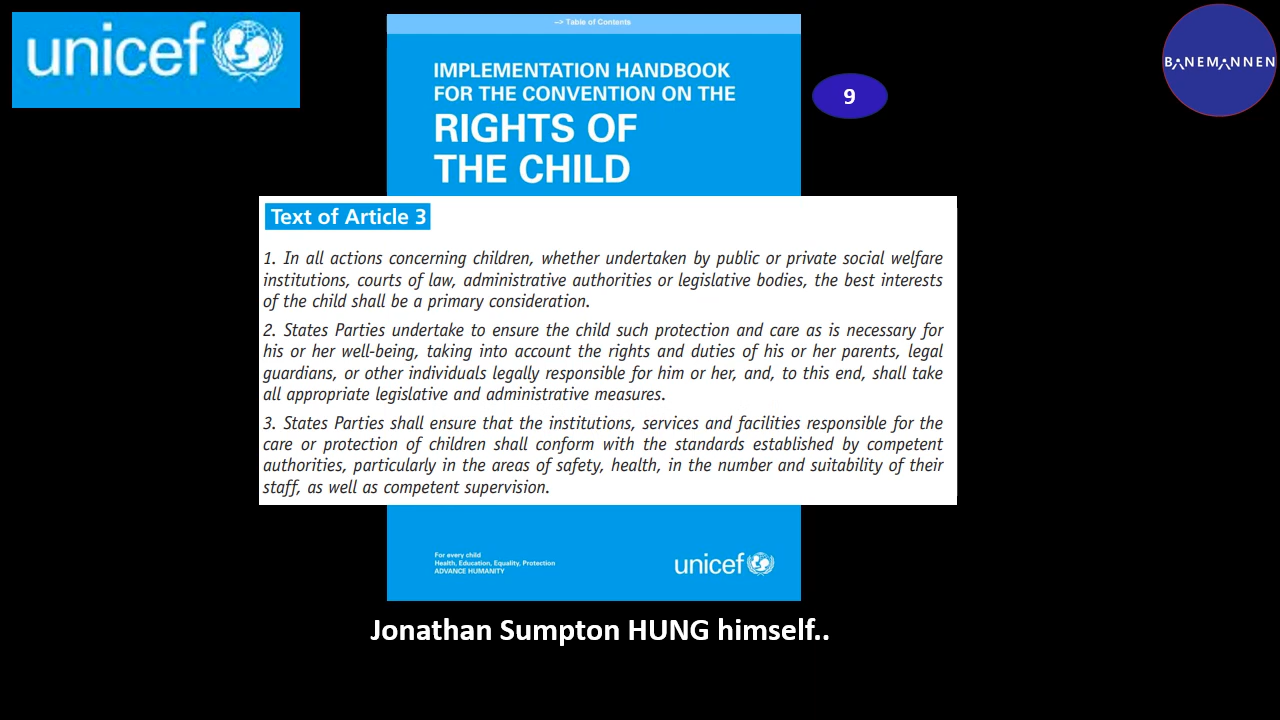 unicef
--> Table of Contents
IMPLEMENTATION HANDBOOK
FOR THE CONVENTION ON THE
RIGHTS OF
THE CHILD
9
BANEMANNEN
Text of Article 3
1. In all actions concerning children, whether undertaken by public or private social welfare
institutions, courts of law, administrative authorities or legislative bodies, the best interests
of the child shall be a primary consideration.
2. States Parties undertake to ensure the child such protection and care as is necessary for
his or her well-being, taking into account the rights and duties of his or her parents, legal
guardians, or other individuals legally responsible for him or her, and, to this end, shall take
all appropriate legislative and administrative measures.
3. States Parties shall ensure that the institutions, services and facilities responsible for the
care or protection of children shall conform with the standards established by competent
authorities, particularly in the areas of safety, health, in the number and suitability of their
staff, as well as competent supervision.
For every child
Health, Education, Equality, Protection
ADVANCE HUMANITY
unicef
Jonathan Sumpton HUNG himself..